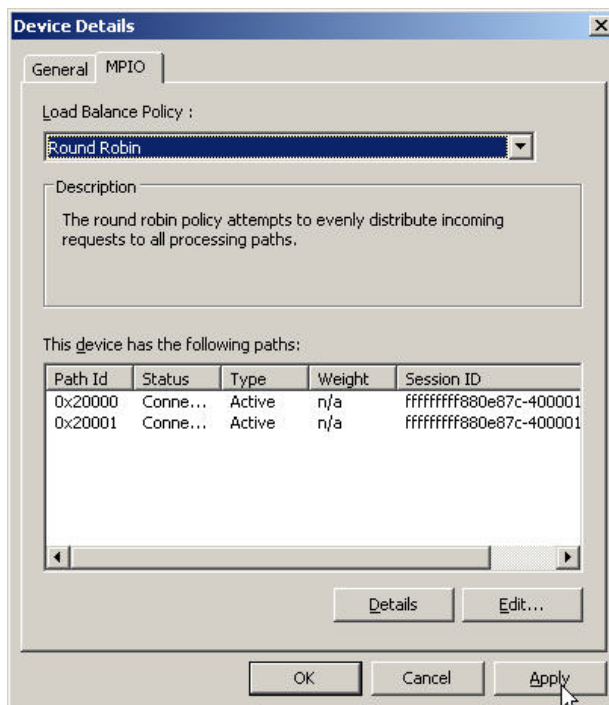 Device Details
General MPIO
Load Balance Policy :
Round Robin
Description
The round robin policy attempts to evenly distribute incoming
requests to all processing paths.
This device has the following paths:
Path Id Status Type Weight Session ID
0x20000 Conne... Active n/a ffffffff880e87c-400001
0x20001 Conne... Active n/a ffffffff880e87c-400001
Details Edit...
OK Cancel Apply